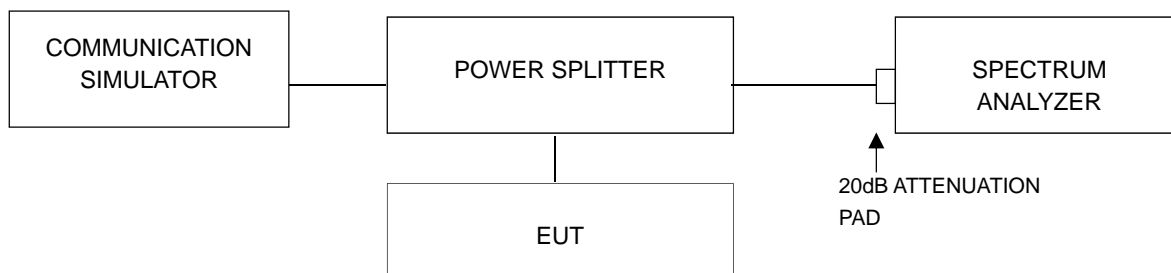 COMMUNICATION
SIMULATOR
POWER SPLITTER
SPECTRUM
ANALYZER
20dB ATTENUATION
PAD
EUT